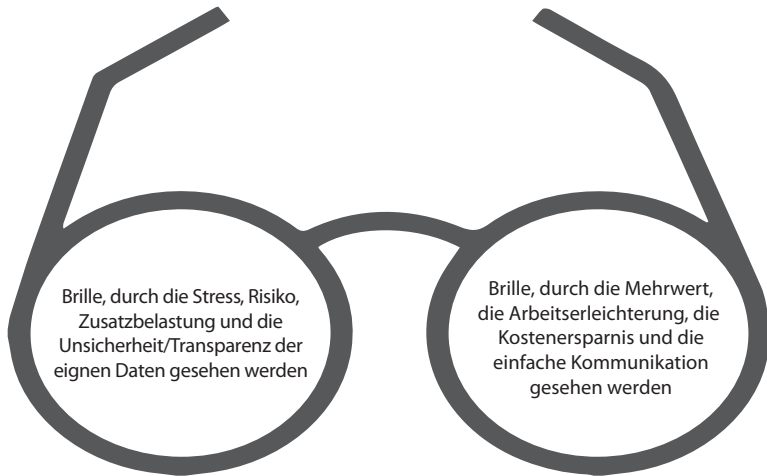 Brille, durch die Stress, Risiko,
Zusatzbelastung und die
Unsicherheit/Transparenz der
eignen Daten gesehen werden
Brille, durch die Mehrwert,
die Arbeitserleichterung, die
Kostenersparnis und die
einfache Kommunikation
gesehen werden